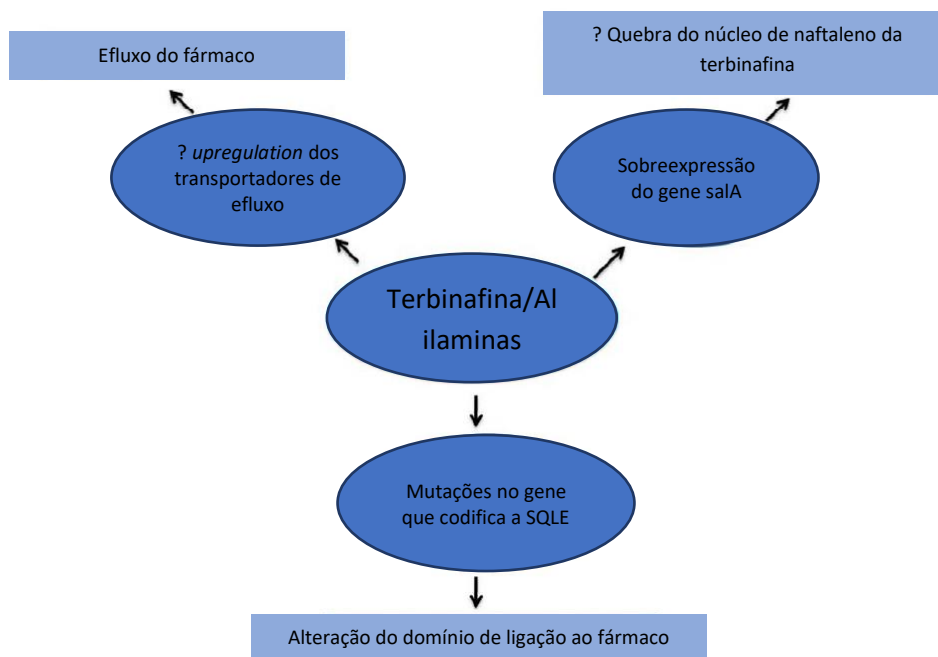 Efluxo do fármaco
? Quebra do núcleo de naftaleno da
terbinafina
? upregulation dos
transportadores de
efluxo
Sobreexpressão
do gene salA
Terbinafina/Al
ilaminas
Mutações no gene
que codifica a SQLE
Alteração do domínio de ligação ao fármaco